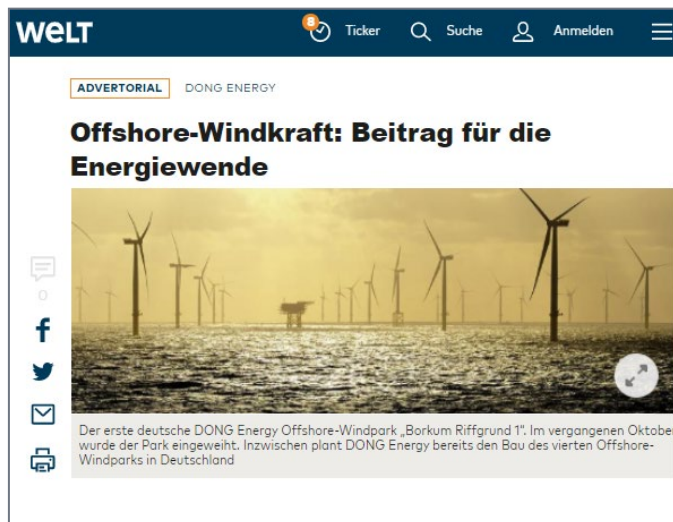 WELT
8
Ticker
Suche
Anmelden
ADVERTORIAL DONG ENERGY
Offshore-Windkraft: Beitrag für die
Energiewende
0
Der erste deutsche DONG Energy Offshore-Windpark „Borkum Riffgrund 1". Im vergangenen Oktober
wurde der Park eingeweiht. Inzwischen plant DONG Energy bereits den Bau des vierten Offshore-
Windparks in Deutschland